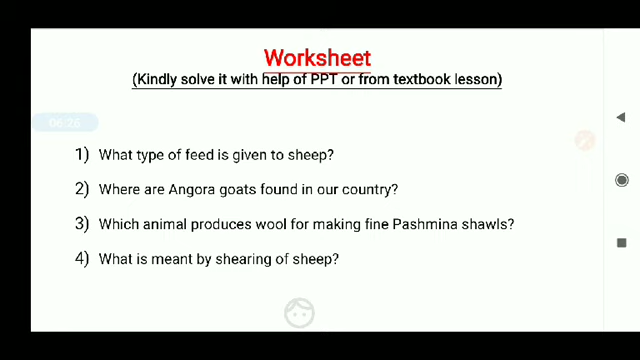 Worksheet
(Kindly solve it with help of PPT or from textbook lesson)
06:26
1) What type of feed is given to sheep?
2) Where are Angora goats found in our country?
3) Which animal produces wool for making fine Pashmina shawls?
4) What is meant by shearing of sheep?